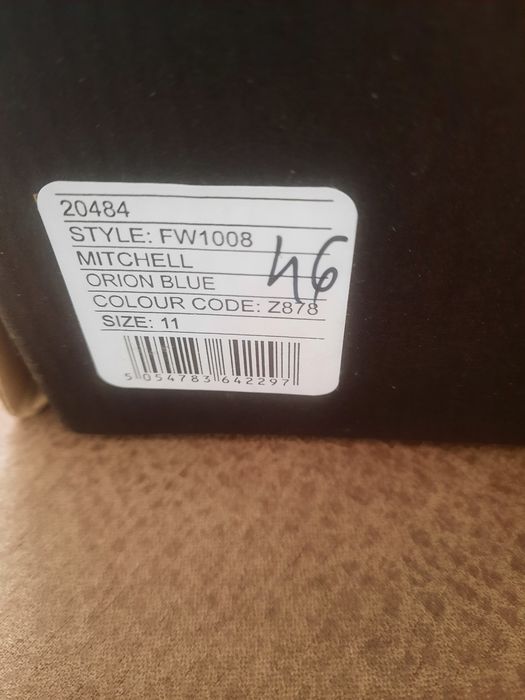 20484
STYLE: FW1008
MITCHELL
46
ORION BLUE
COLOUR CODE: Z878
SIZE: 11
5 054783 642297